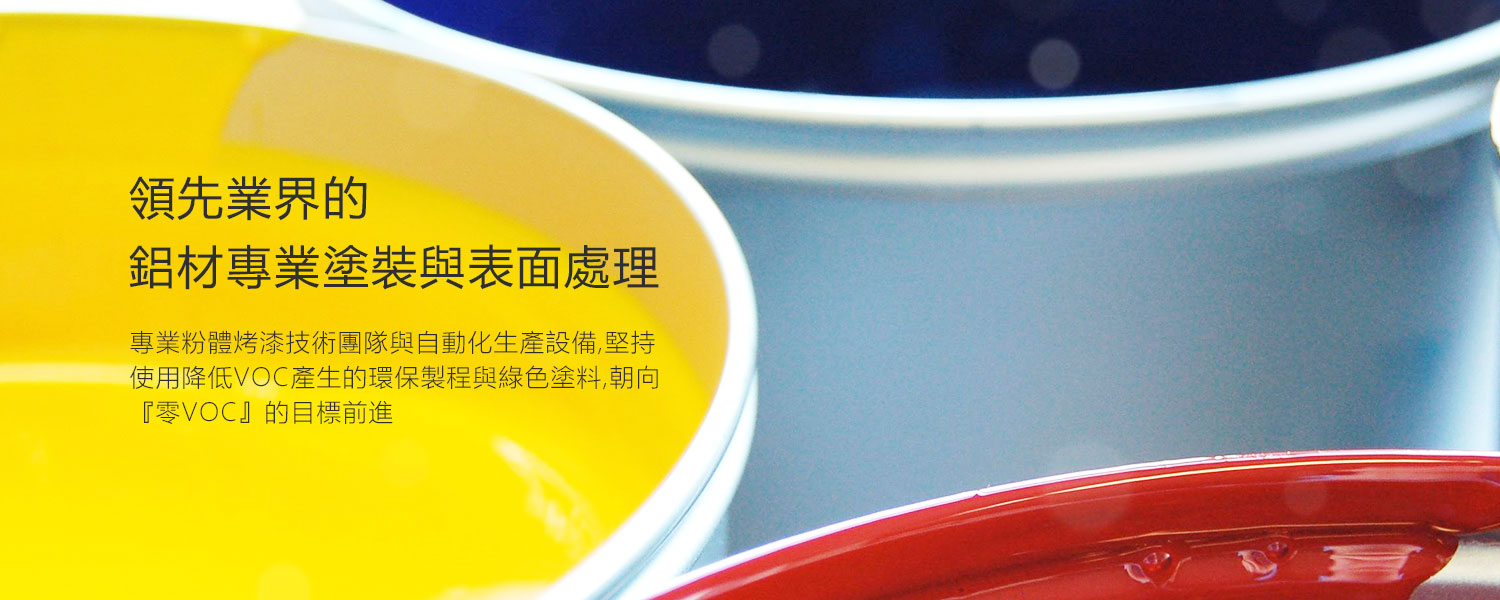 領先業界的
鋁材專業塗裝與表面處理
專業粉體烤漆技術團隊與自動化生產設備,堅持
使用降低VOC產生的環保製程與綠色塗料,朝向
『零VOC』的目標前進